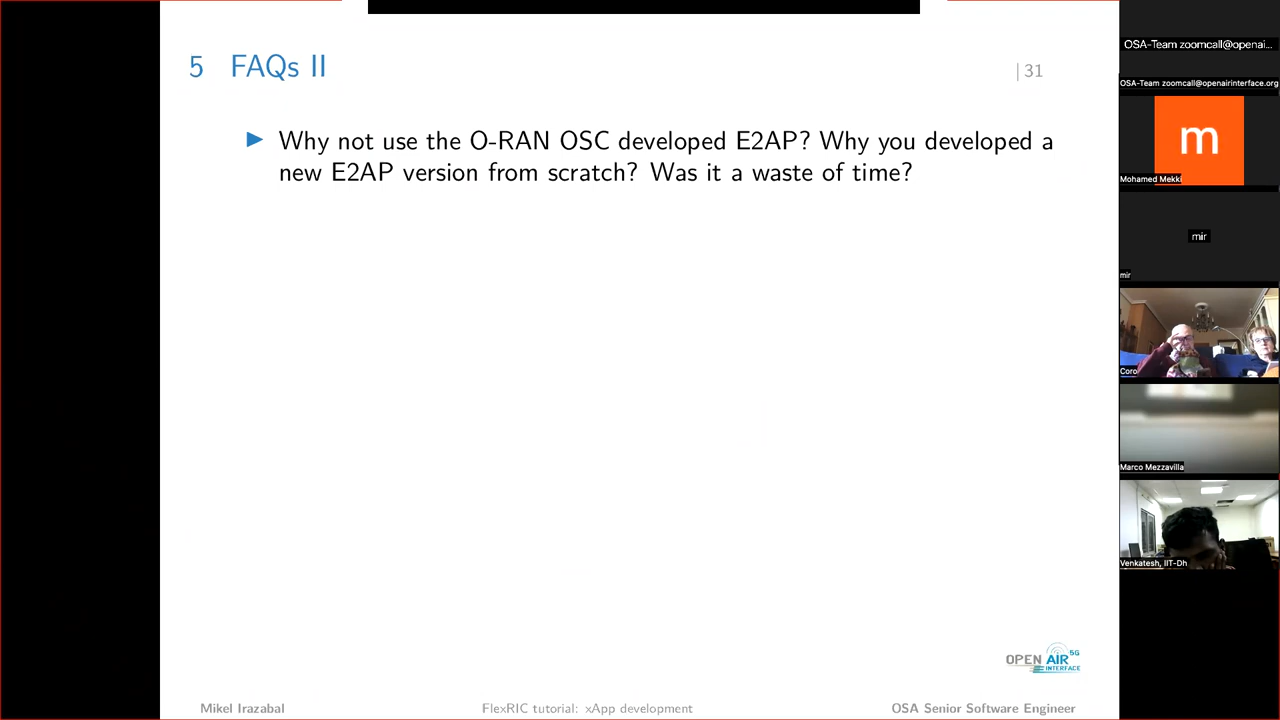 5 FAQs II
| 31
Why not use the O-RAN OSC developed E2AP? Why you developed a
new E2AP version from scratch? Was it a waste of time?
OPEN AIR 5G
INTERFACE
Mikel Irazabal
FlexRIC tutorial: xApp development
OSA Senior Software Engineer
OSA-Team zoomcall@openai...
OSA-Team zoomcall@openairinterface.org
m
Mohamed Mekki
mir
mir
Coro
Marco Mezzavilla
Venkatesh, IIT-Dh